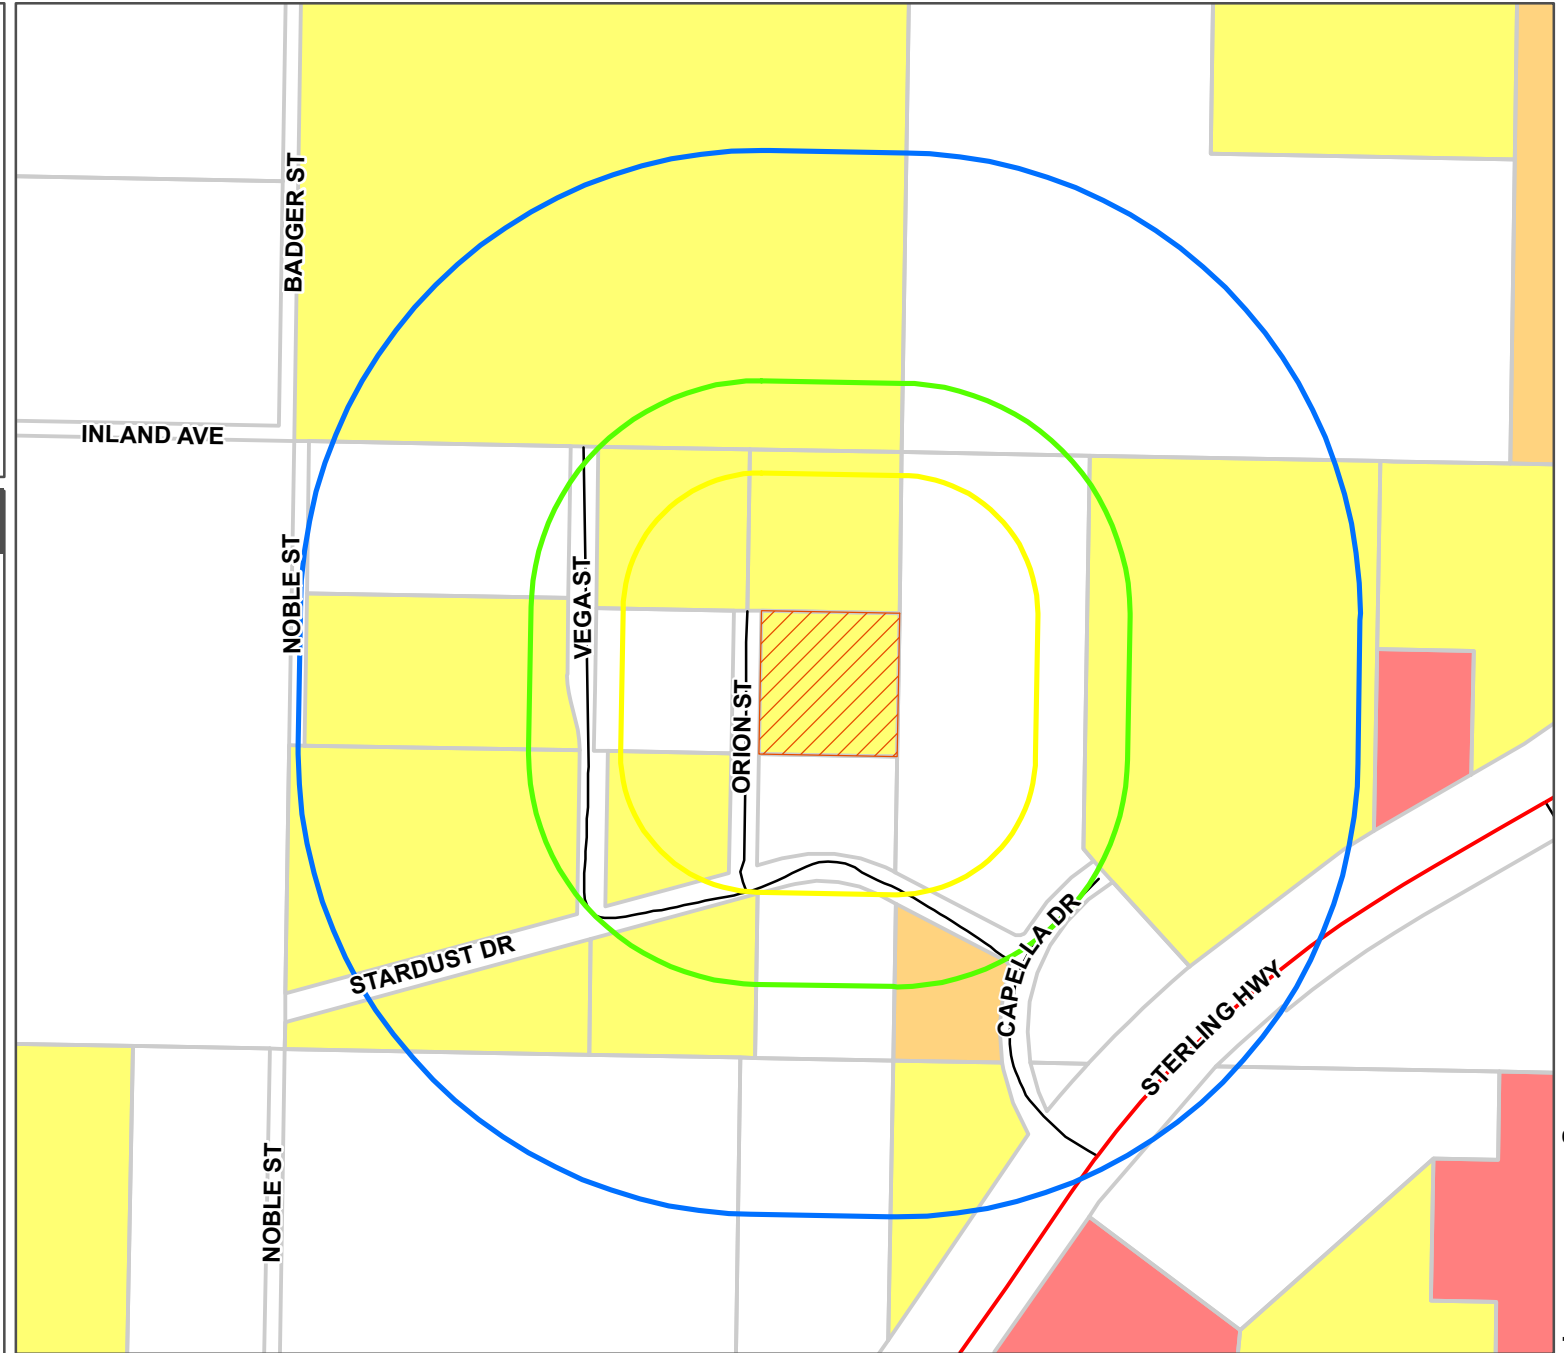 BADGER ST
INLAND AVE
NOBLE ST
VEGA ST
ORION ST
CAPELLA DR
STARDUST DR
STERLING HWY
NOBLE ST